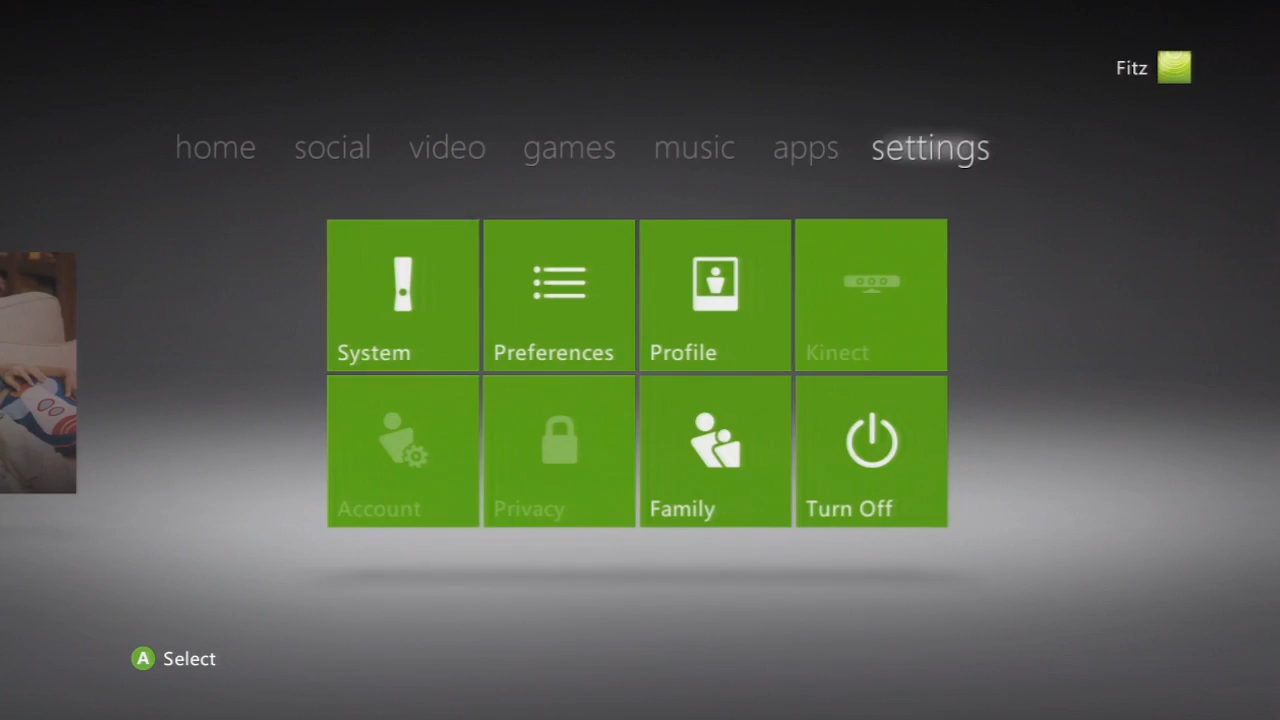 Fitz
home social video games music apps settings
System Preferences Profile Kinect
Account Privacy Family Turn Off
A Select